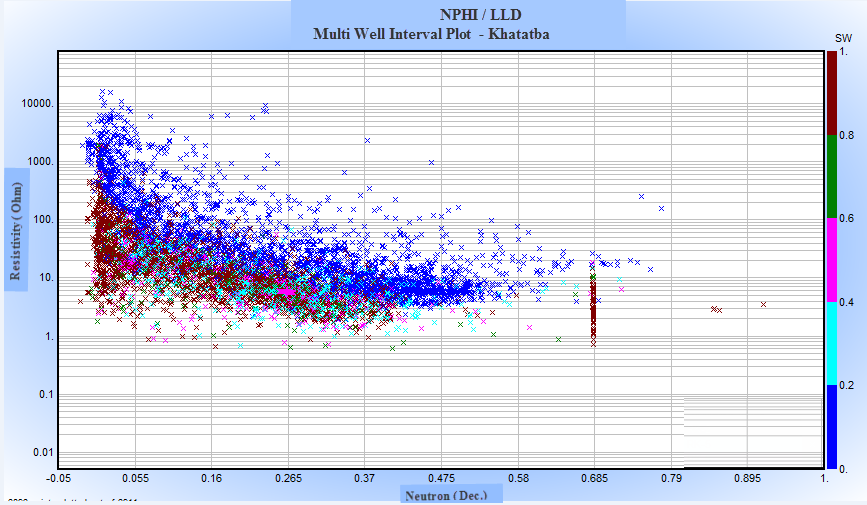 NPHI / LLD
Multi Well Interval Plot - Khatatba
SW
1.
10000.
0.8
1000.
Resistivity ( Ohm)
100.
0.6
10.
0.4
1.
0.2
0.1
0.01
0.
-0.05 0.055 0.16 0.265 0.37 0.475 0.58 0.685 0.79 0.895 1.
Neutron (Dec.)